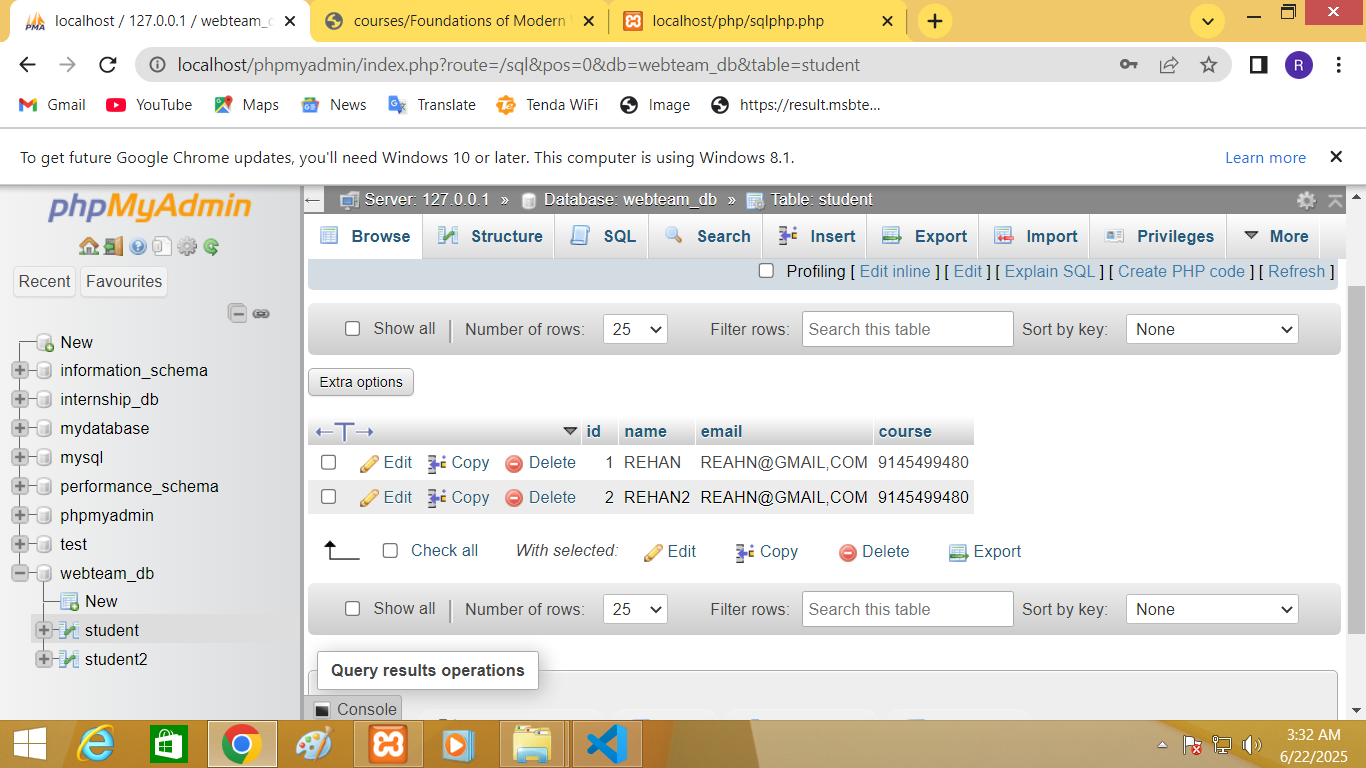 localhost / 127.0.0.1 / webteam_d
courses/Foundations of Modern
localhost/php/sqlphp.php
localhost/phpmyadmin/index.php?route=/sql&pos=0&db=webteam_db&table=student
R
Gmail YouTube Maps News Translate Tenda WiFi Image https://result.msbte...
To get future Google Chrome updates, you'll need Windows 10 or later. This computer is using Windows 8.1. Learn more
phpMyAdmin
Recent Favourites
New
information_schema
internship_db
mydatabase
mysql
performance_schema
phpmyadmin
test
webteam_db
New
student
student2
Server: 127.0.0.1 » Database: webteam_db » Table: student
Browse Structure SQL Search Insert Export Import Privileges More
Profiling [ Edit inline ] [ Edit ] [ Explain SQL ] [ Create PHP code ] [ Refresh ]
Show all Number of rows: 25 Filter rows: Search this table Sort by key: None
Extra options
id name email course
Edit Copy Delete 1 REHAN REAHN@GMAIL,COM 9145499480
Edit Copy Delete 2 REHAN2 REAHN@GMAIL,COM 9145499480
Check all With selected: Edit Copy Delete Export
Show all Number of rows: 25 Filter rows: Search this table Sort by key: None
Query results operations
Console
3:32 AM
6/22/2025